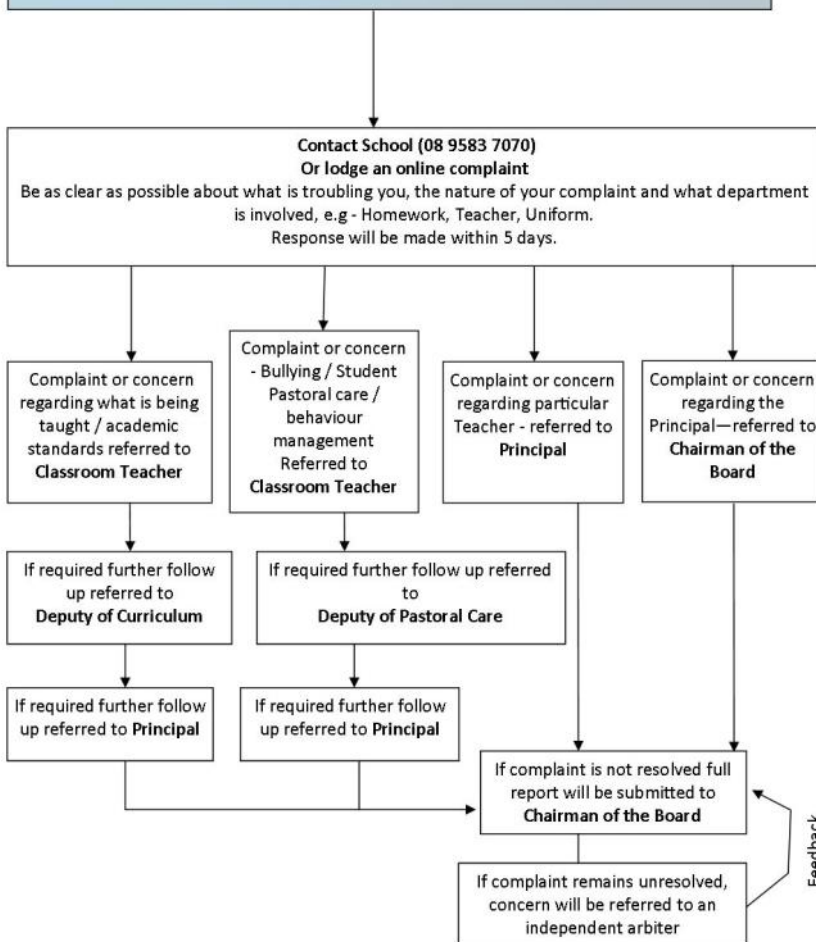 Contact School (08 9583 7070)
Or lodge an online complaint
Be as clear as possible about what is troubling you, the nature of your complaint and what department
is involved, e.g - Homework, Teacher, Uniform.
Response will be made within 5 days.
Complaint or concern
regarding what is being
taught / academic
standards referred to
Classroom Teacher
Complaint or concern
- Bullying / Student
Pastoral care /
behaviour
management
Referred to
Classroom Teacher
Complaint or concern
regarding particular
Teacher - referred to
Principal
Complaint or concern
regarding the
Principal—referred to
Chairman of the
Board
If required further follow
up referred to
Deputy of Curriculum
If required further follow up referred
to
Deputy of Pastoral Care
If required further follow
up referred to Principal
If required further follow
up referred to Principal
If complaint is not resolved full
report will be submitted to
Chairman of the Board
Feedback
If complaint remains unresolved,
concern will be referred to an
independent arbiter